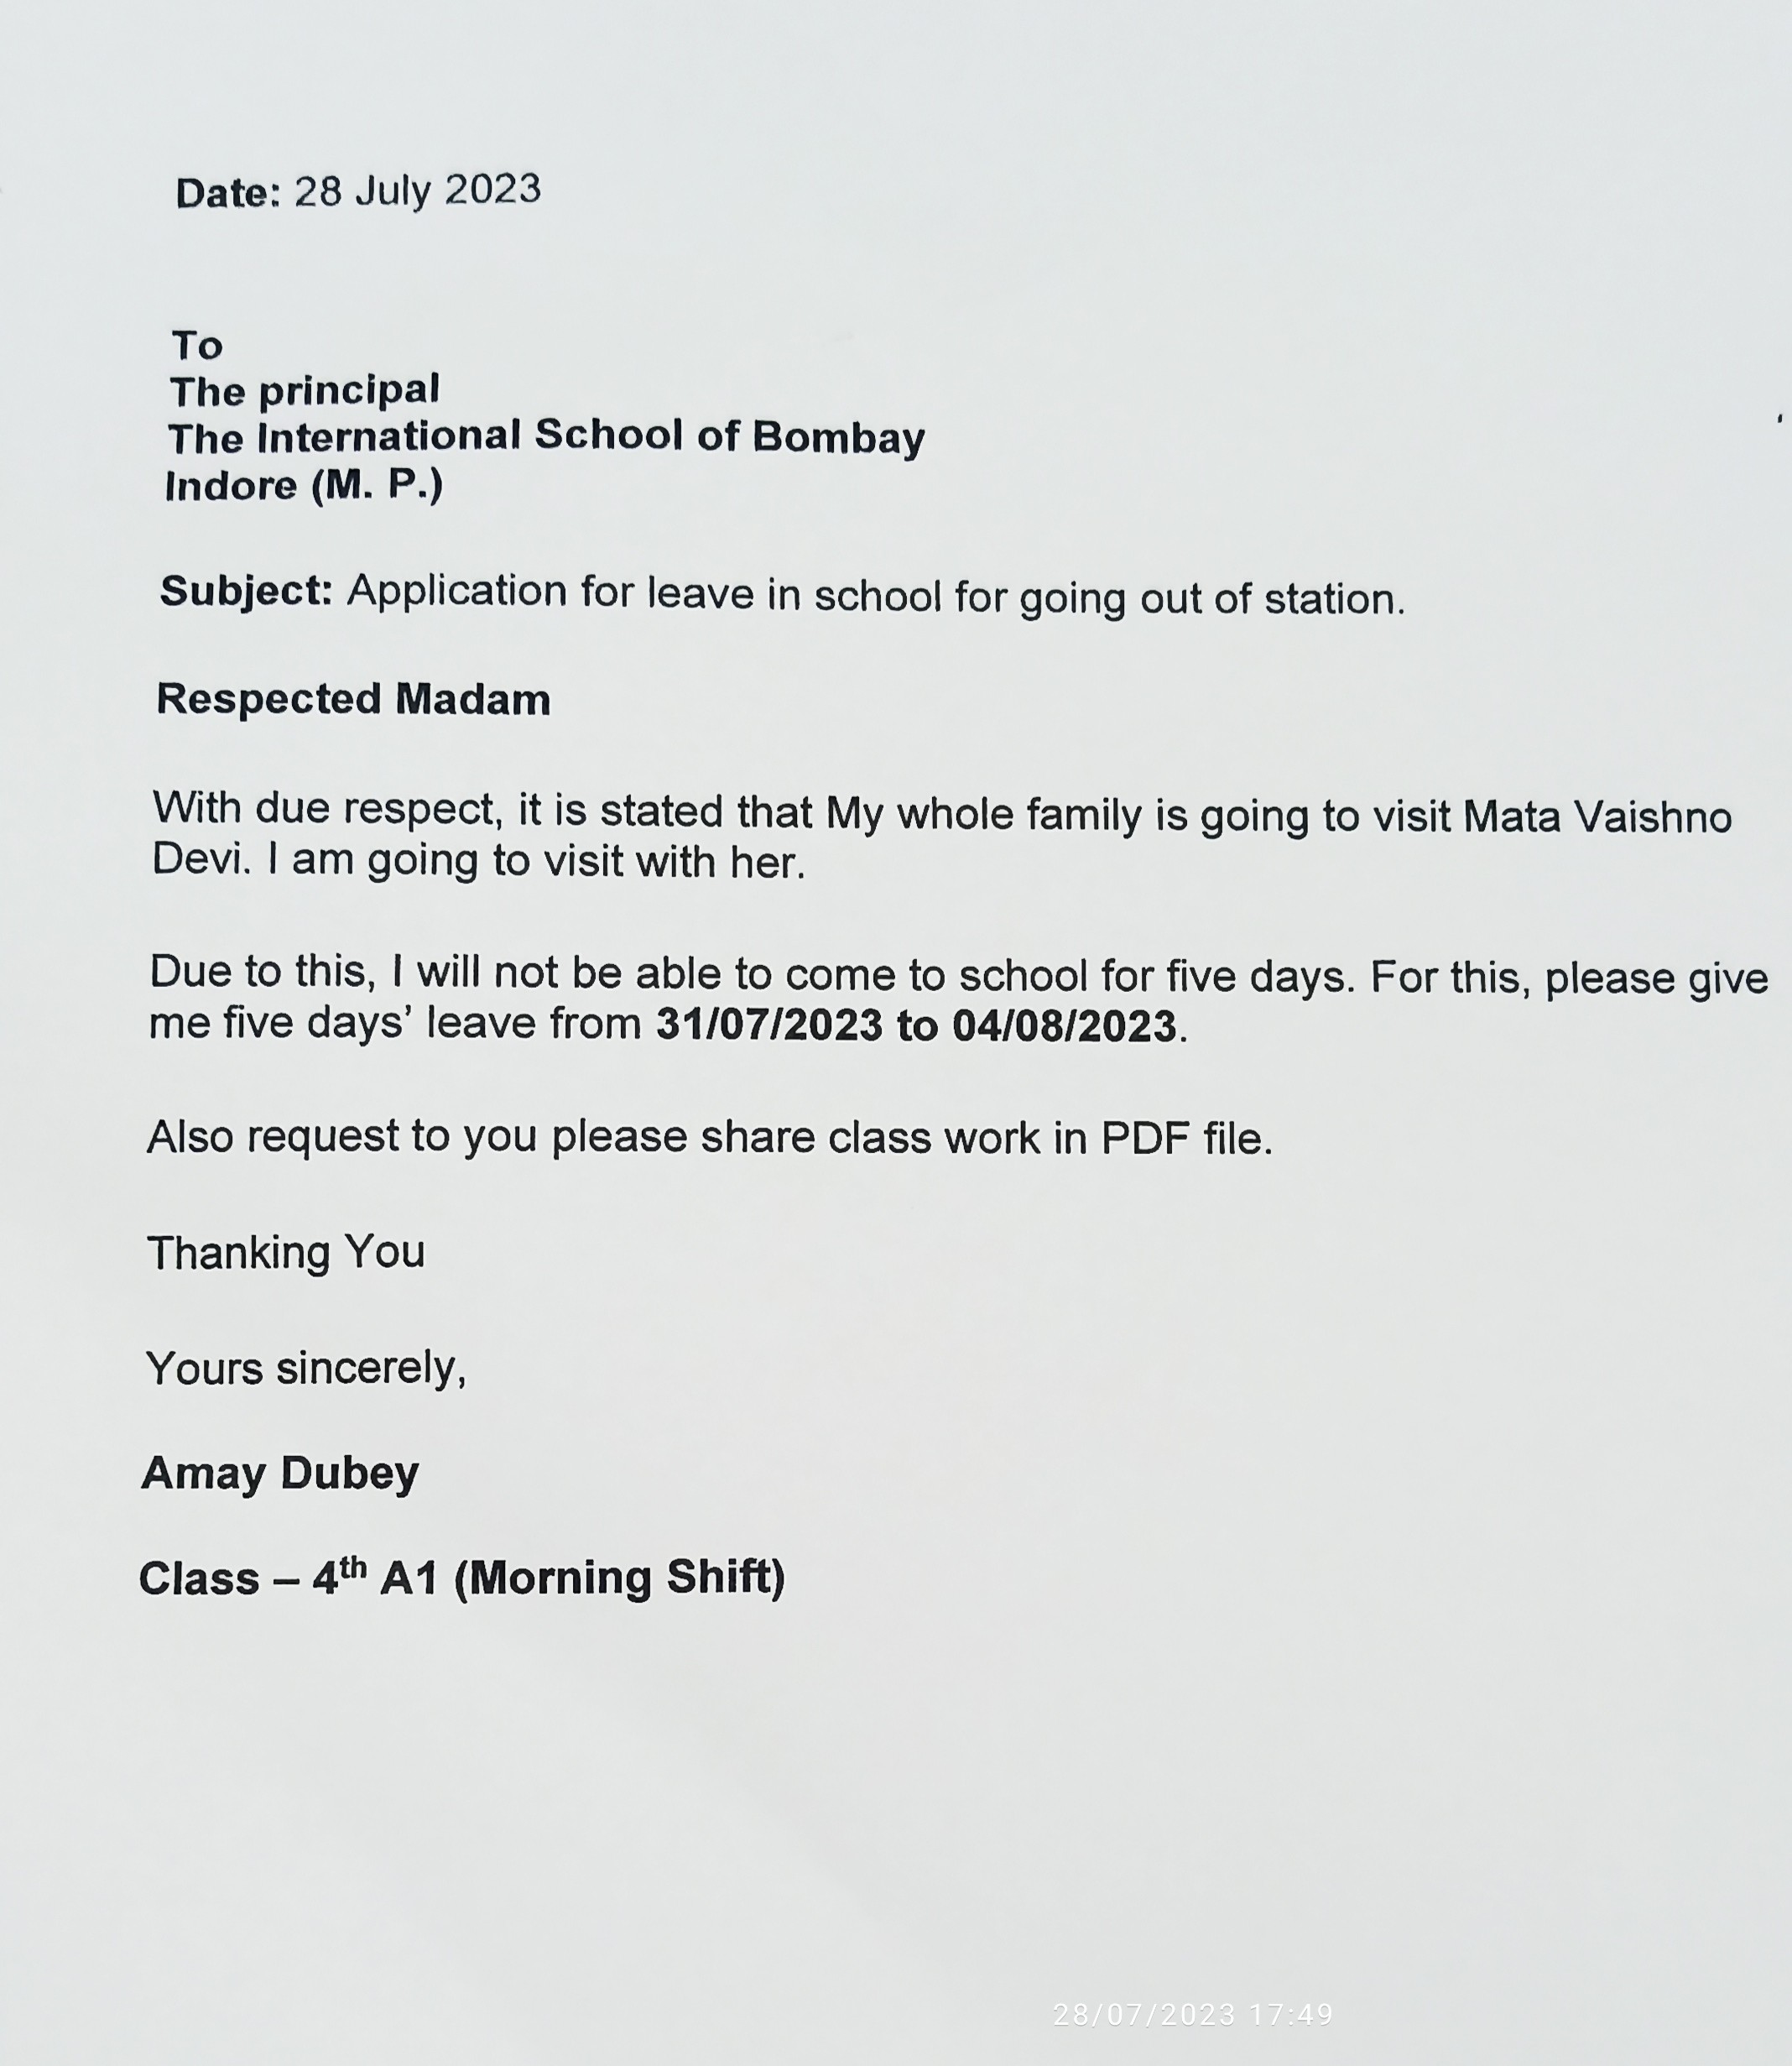 Date: 28 July 2023
To
The principal
The International School of Bombay
Indore (M. P.)
Subject: Application for leave in school for going out of station.
Respected Madam
With due respect, it is stated that My whole family is going to visit Mata Vaishno
Devi. I am going to visit with her.
Due to this, I will not be able to come to school for five days. For this, please give
me five days’ leave from 31/07/2023 to 04/08/2023.
Also request to you please share class work in PDF file.
Thanking You
Yours sincerely,
Amay Dubey
Class – 4th A1 (Morning Shift)
28/07/2023 17:49